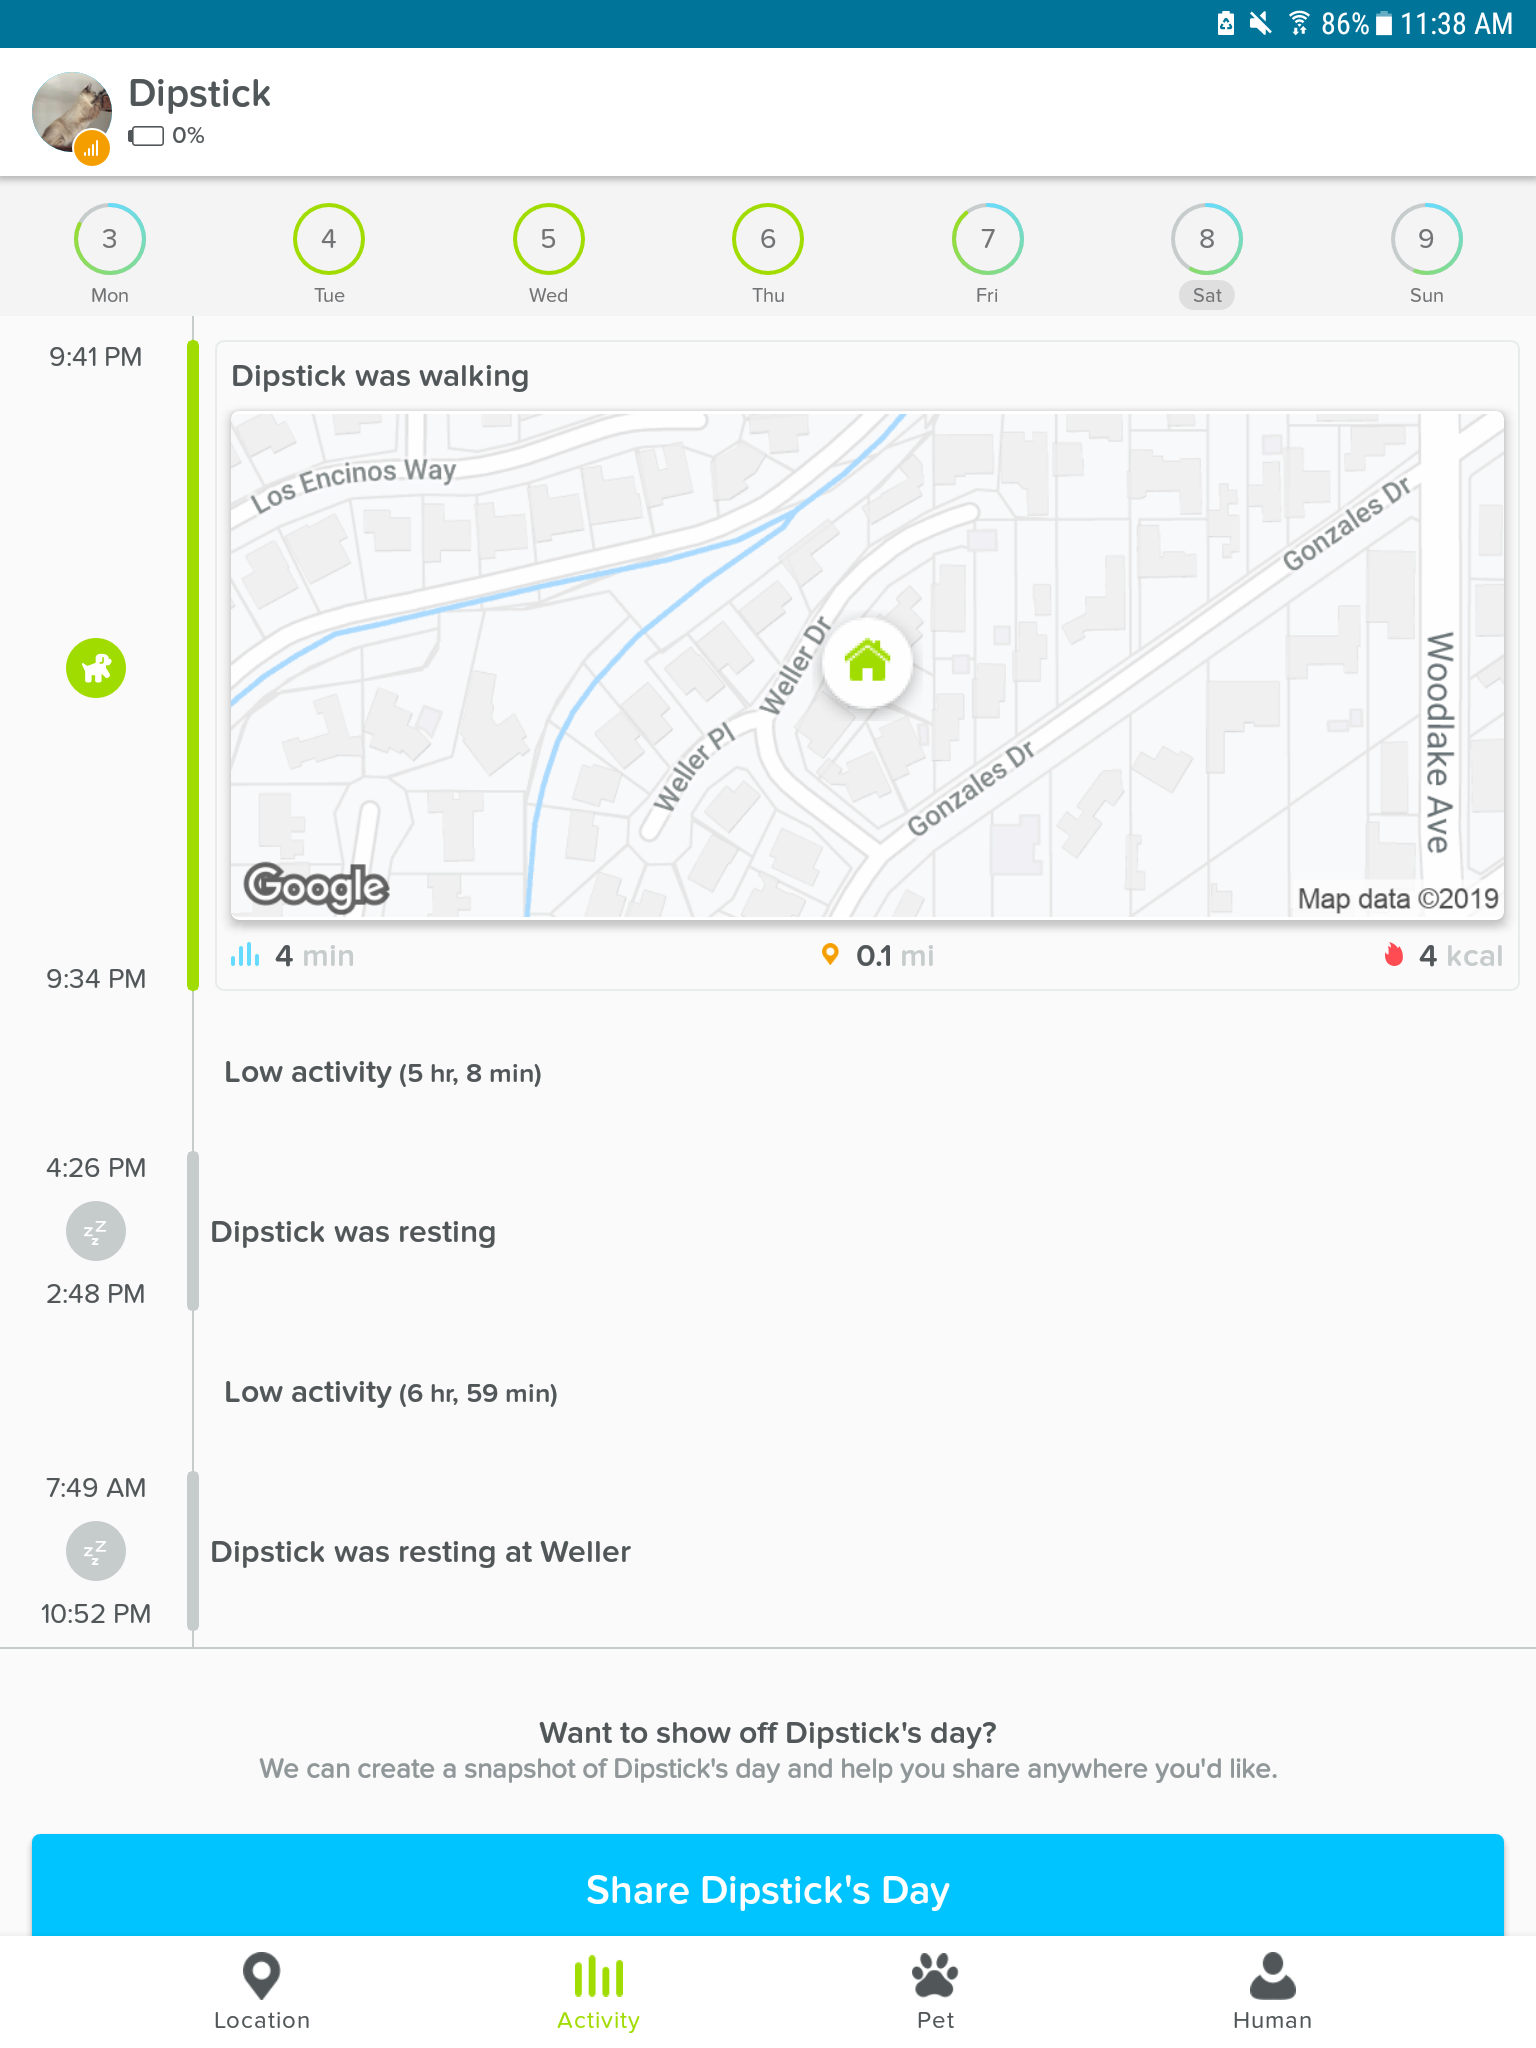 86% 11:38 AM
Dipstick
0%
3 4 5 6 7 8 9
Mon Tue Wed Thu Fri Sat Sun
9:41 PM
Dipstick was walking
Los Encinos Way
Gonzales Dr
Weller Dr
Woodlake Ave
Weller Pl
Gonzales Dr
Google
Map data ©2019
4 min 0.1 mi 4 kcal
9:34 PM
Low activity (5 hr, 8 min)
4:26 PM
zzz
Dipstick was resting
2:48 PM
Low activity (6 hr, 59 min)
7:49 AM
zzz
Dipstick was resting at Weller
10:52 PM
Want to show off Dipstick's day?
We can create a snapshot of Dipstick's day and help you share anywhere you'd like.
Share Dipstick's Day
Location Activity Pet Human